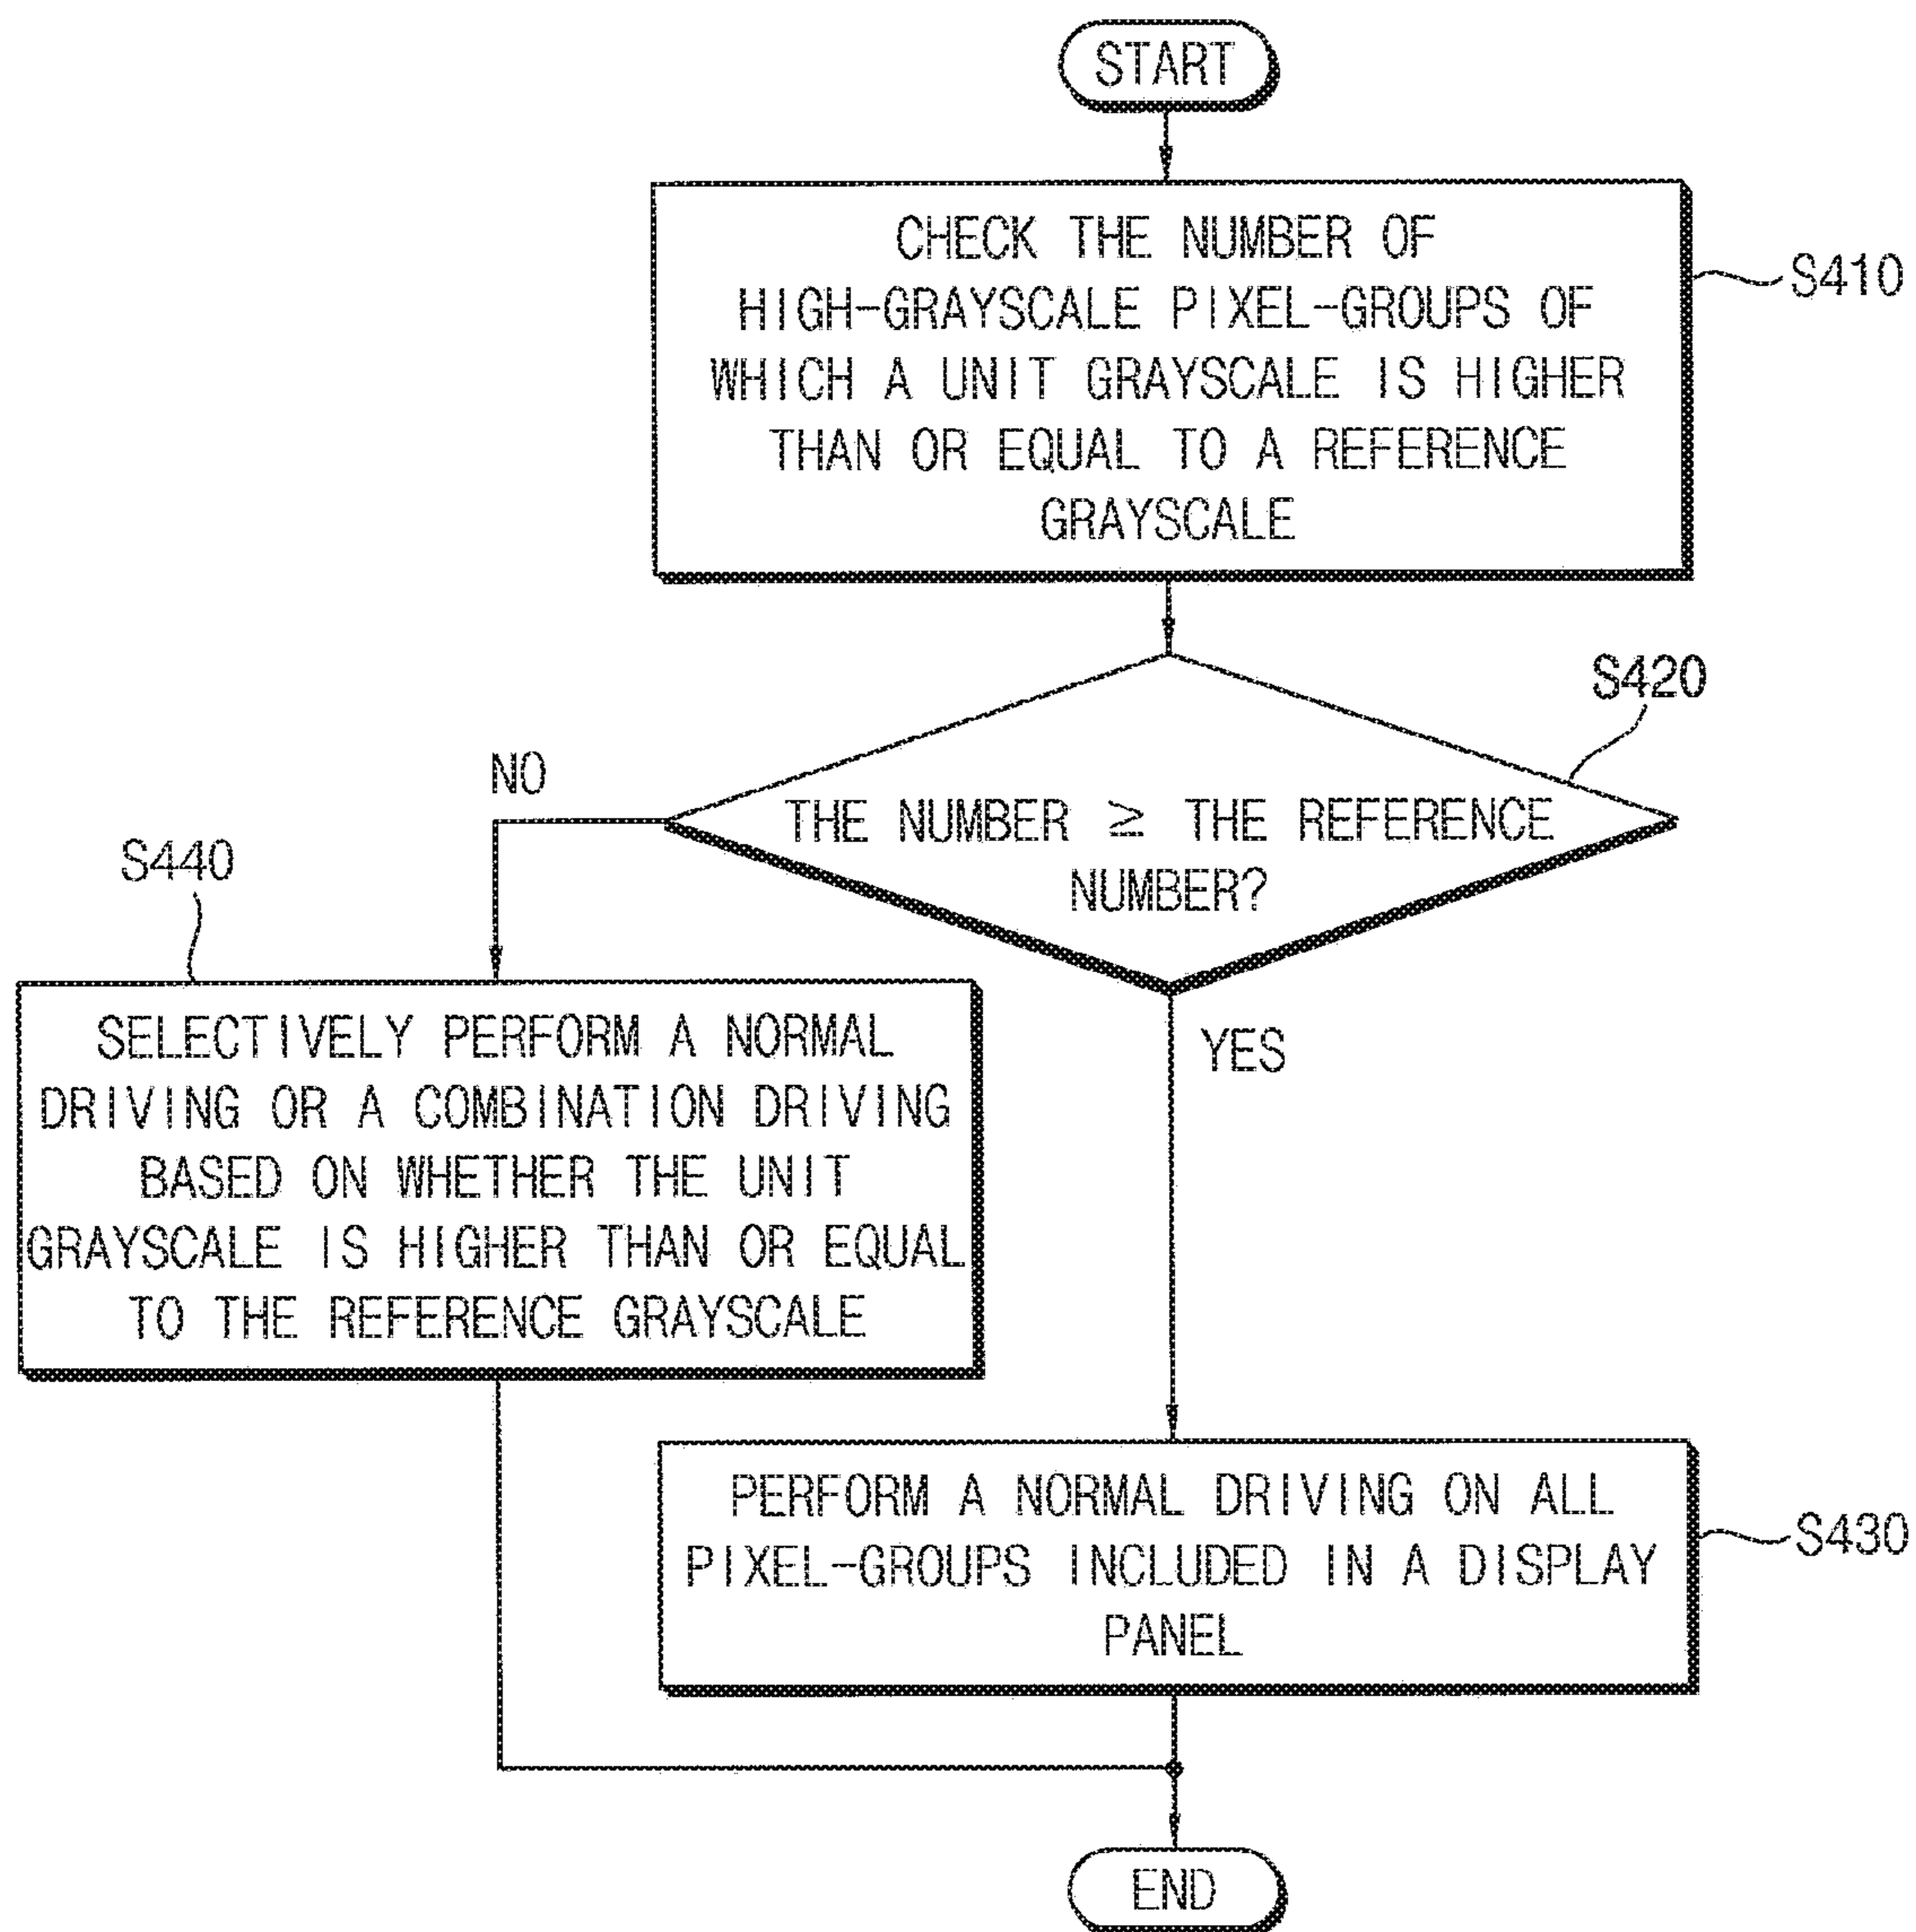 START
CHECK THE NUMBER OF
HIGH-GRAYSCALE PIXEL-GROUPS OF
WHICH A UNIT GRAYSCALE IS HIGHER
THAN OR EQUAL TO A REFERENCE
GRAYSCALE
S410
S420
THE NUMBER ≥ THE REFERENCE
NUMBER?
NO
YES
S440
SELECTIVELY PERFORM A NORMAL
DRIVING OR A COMBINATION DRIVING
BASED ON WHETHER THE UNIT
GRAYSCALE IS HIGHER THAN OR EQUAL
TO THE REFERENCE GRAYSCALE
PERFORM A NORMAL DRIVING ON ALL
PIXEL-GROUPS INCLUDED IN A DISPLAY
PANEL
S430
END